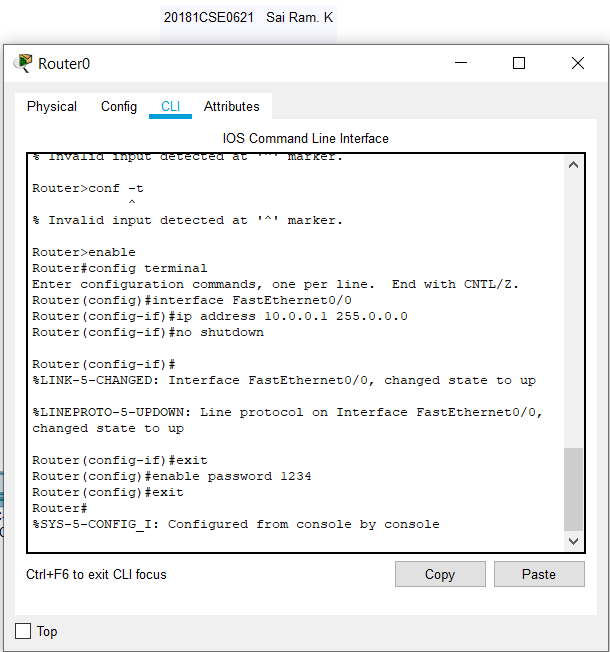 20181CSE0621 Sai Ram. K
Router0
Physical Config CLI Attributes
IOS Command Line Interface
% Invalid input detected at '^' marker.
Router>conf -t
^
% Invalid input detected at '^' marker.
Router>enable
Router#config terminal
Enter configuration commands, one per line. End with CNTL/Z.
Router(config)#interface FastEthernet0/0
Router(config-if)#ip address 10.0.0.1 255.0.0.0
Router(config-if)#no shutdown
Router(config-if)#
%LINK-5-CHANGED: Interface FastEthernet0/0, changed state to up
%LINEPROTO-5-UPDOWN: Line protocol on Interface FastEthernet0/0,
changed state to up
Router(config-if)#exit
Router(config)#enable password 1234
Router(config)#exit
Router#
%SYS-5-CONFIG_I: Configured from console by console
Ctrl+F6 to exit CLI focus
Copy Paste
Top